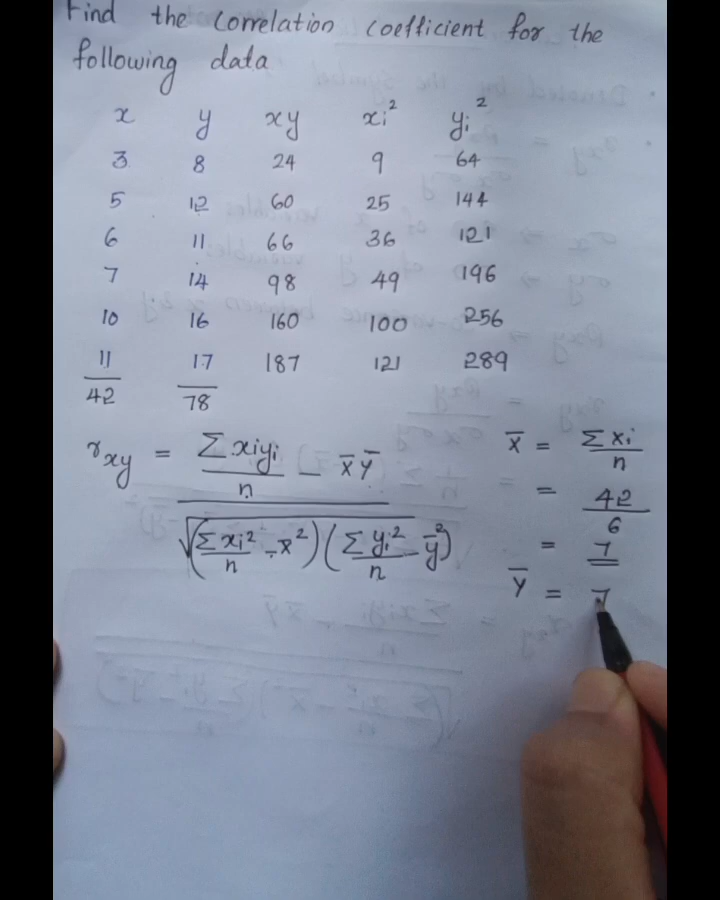 Find the Correlation Coefficient for the
following data
x y xy xi² yi²
3 8 24 9 64
5 12 60 25 144
6 11 66 36 121
7 14 98 49 196
10 16 160 100 256
11 17 187 121 289
42 78
rxy = Σxiyi/n - X̄Ȳ / √(Σxi²/n - x̄²)(Σyi²/n - ȳ²)
X̄ = Σxi/n
= 42/6
= 7
Ȳ = 7